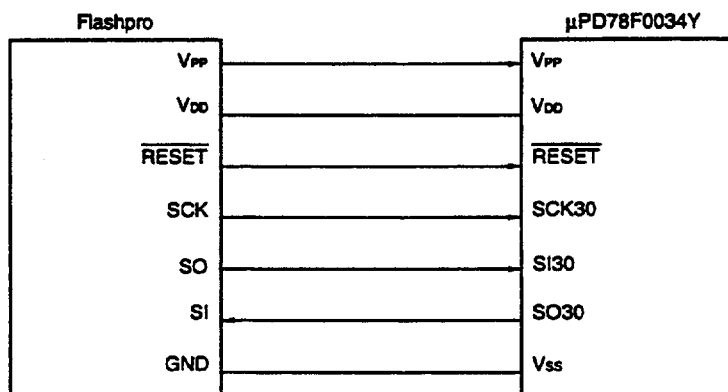 Flashpro μPD78F0034Y
VPP VPP
VDD VDD
RESET RESET
SCK SCK30
SO SI30
SI SO30
GND VSS